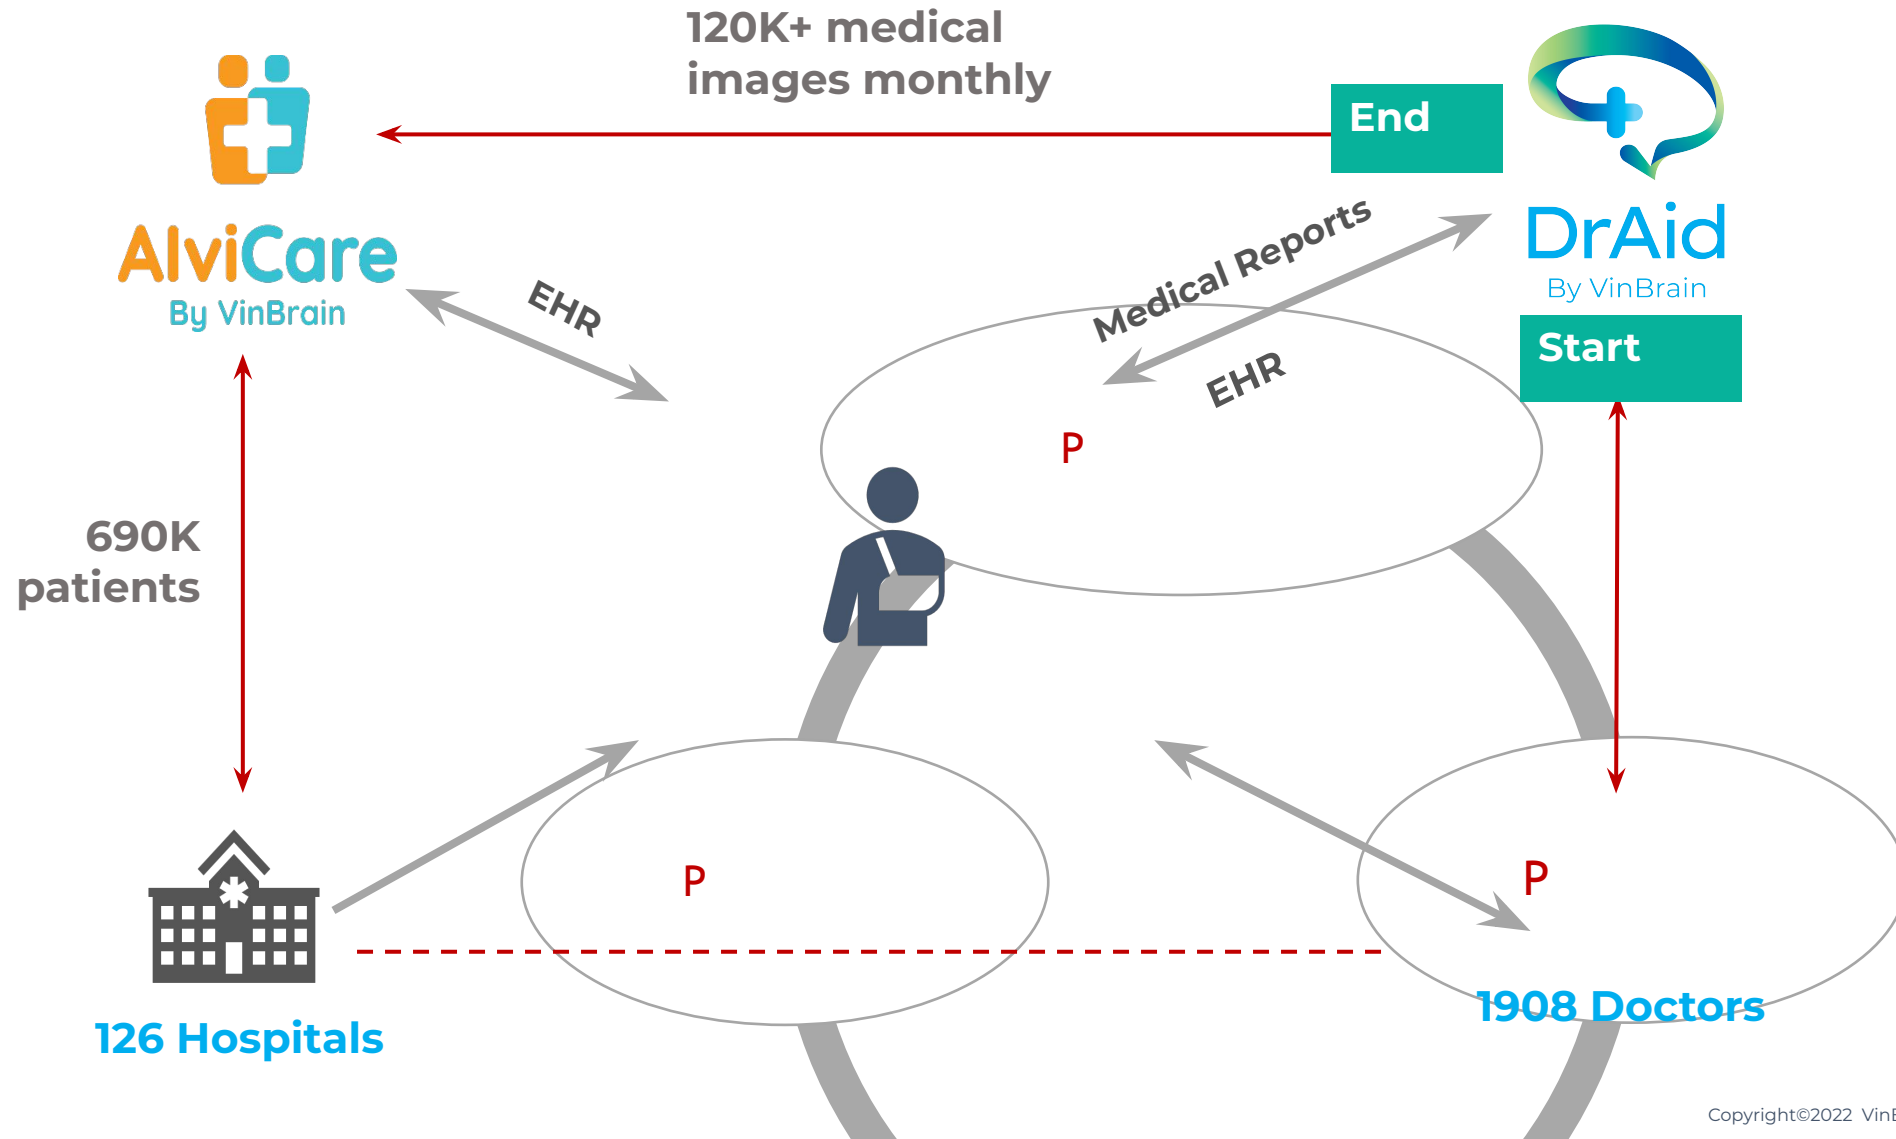 120K+ medical
images monthly
End
AlviCare
By VinBrain
DrAid
By VinBrain
Start
EHR
Medical Reports
EHR
P
690K
patients
P
P
126 Hospitals
1908 Doctors
Copyright©2022 VinB